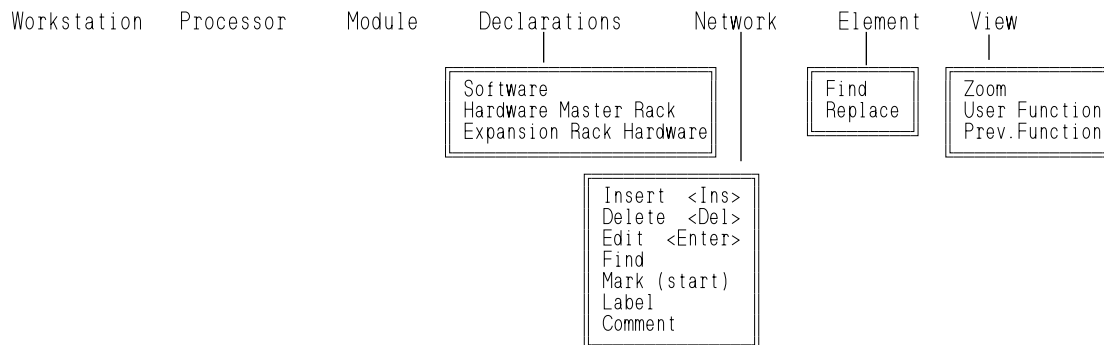 Workstation Processor Module Declarations Network Element View
Software
Hardware Master Rack
Expansion Rack Hardware
Find
Replace
Zoom
User Function
Prev.Function
Insert <Ins>
Delete <Del>
Edit <Enter>
Find
Mark (start)
Label
Comment